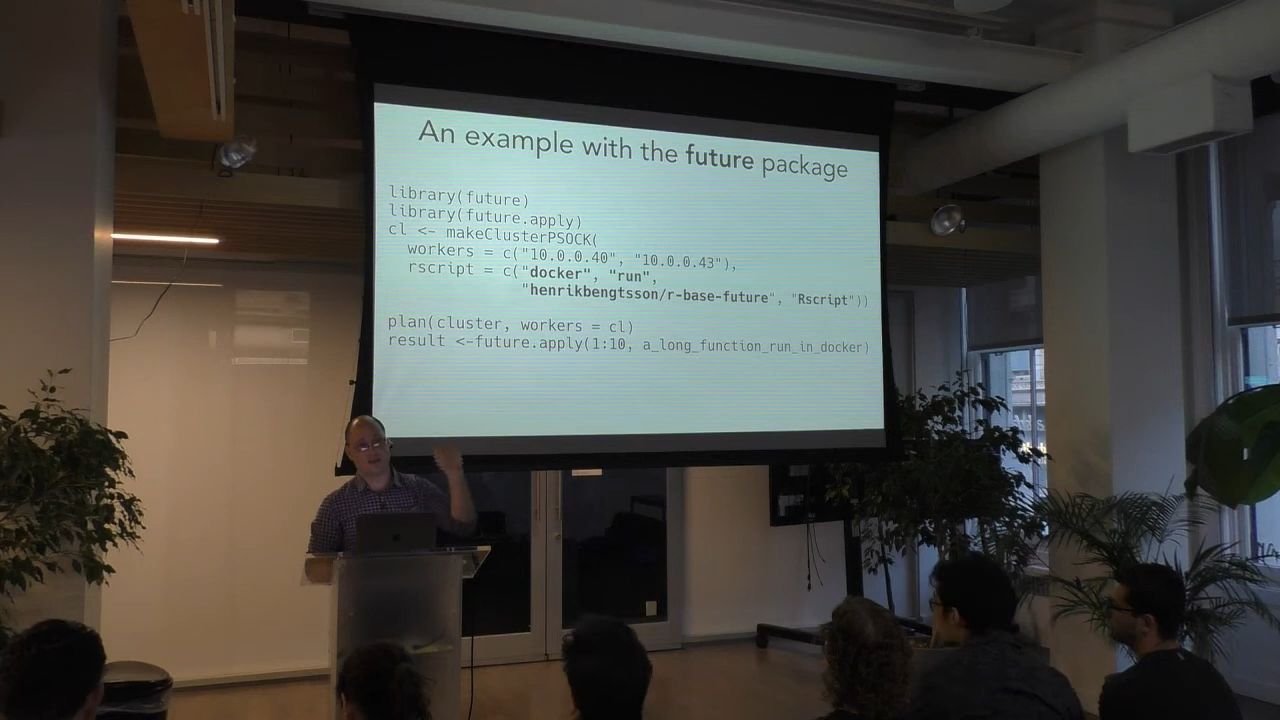 An example with the future package
library(future)
library(future.apply)
cl <- makeClusterPSOCK(
workers = c("10.0.0.40", "10.0.0.43"),
rscript = c("docker", "run",
"henrikbengtsson/r-base-future", "Rscript"))
plan(cluster, workers = cl)
result <-future.apply(1:10, a_long_function_run_in_docker)